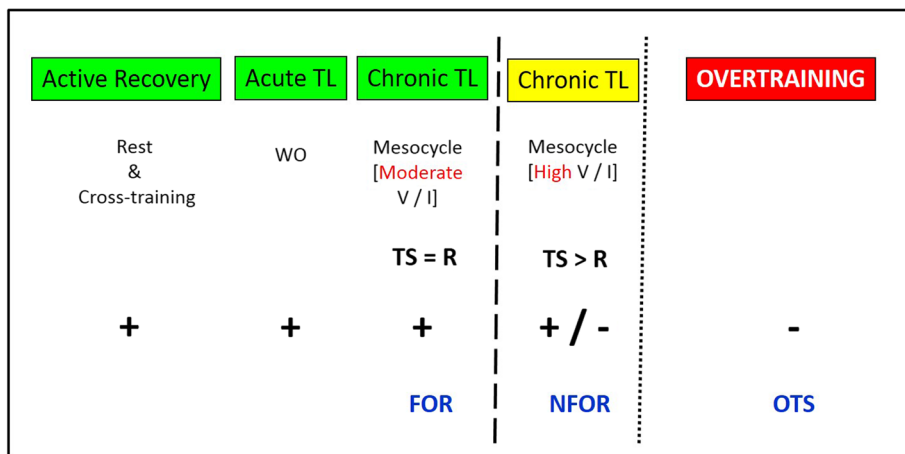 Active Recovery
Acute TL
Chronic TL
Chronic TL
OVERTRAINING
Rest
&
Cross-training
WO
Mesocycle
[Moderate
V / I]
Mesocycle
[High V / I]
TS = R
TS > R
+
+
+
+ / -
-
FOR
NFOR
OTS